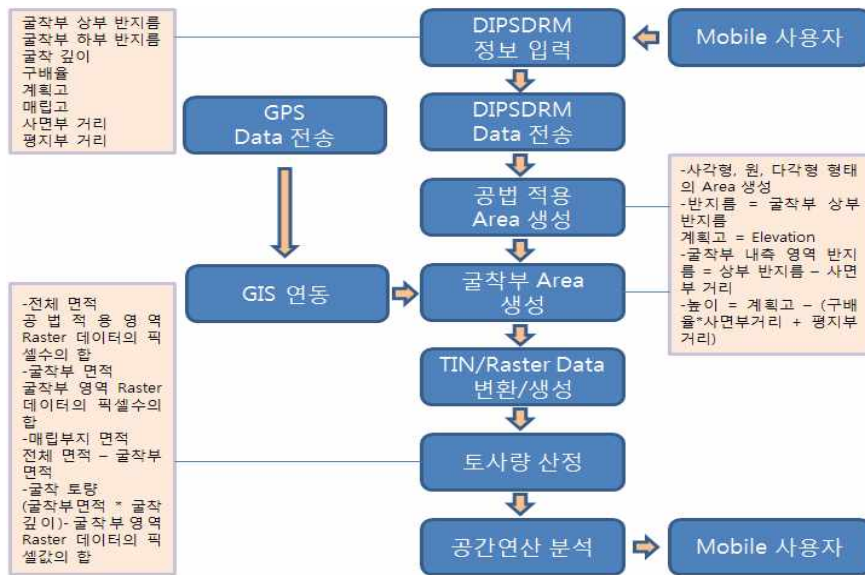 굴착부 상부 반지름
굴착부 하부 반지름
굴착 깊이
구배율
계획고
매립고
사면부 거리
평지부 거리
DIPSDRM
정보 입력
Mobile 사용자
GPS
Data 전송
DIPSDRM
Data 전송
공법 적용
Area 생성
-사각형, 원, 다각형 형태
의 Area 생성
-반지름 = 굴착부 상부
반지름
계획고 = Elevation
-굴착부 내측 영역 반지
름 = 상부 반지름 – 사면
부 거리
-높이 = 계획고 – (구배
율*사면부거리 + 평지부
거리)
GIS 연동
굴착부 Area
생성
-전체 면적
공법적용영역
Raster 데이터의 픽
셀수의 합
-굴착부 면적
굴착부 영역 Raster
데이터의 픽셀수의
합
-매립부지 면적
전체 면적 – 굴착부
면적
-굴착 토량
(굴착부면적 * 굴착
깊이)- 굴착부 영역
Raster 데이터의 픽
셀값의 합
TIN/Raster Data
변환/생성
토사량 산정
공간연산 분석
Mobile 사용자